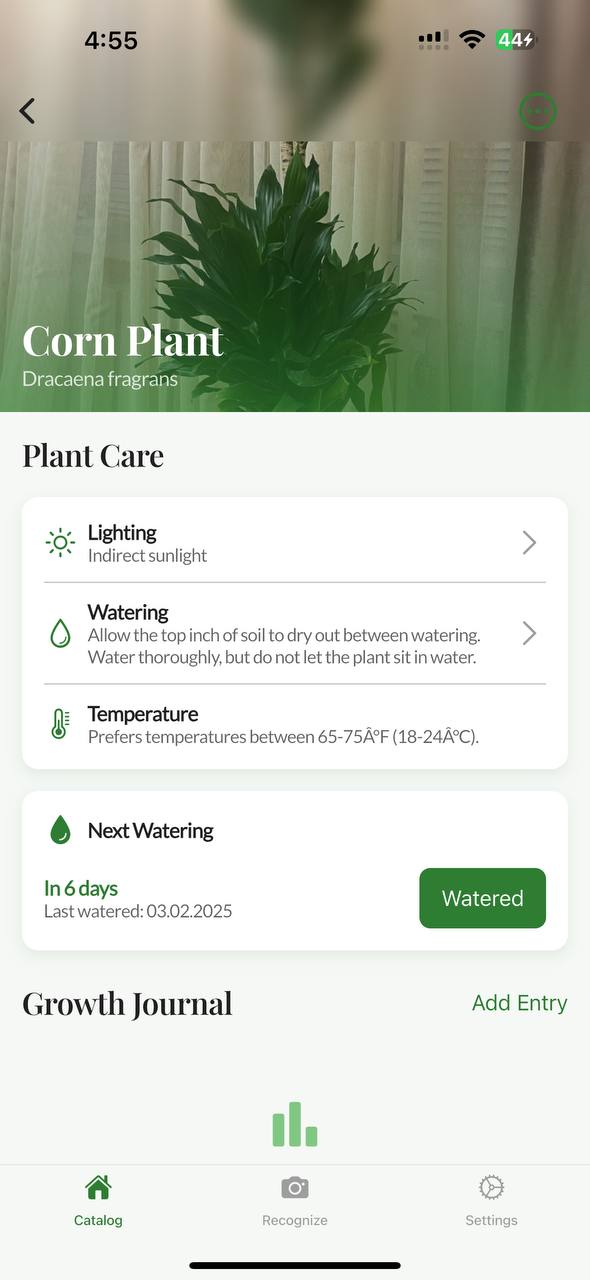 4:55
44
Corn Plant
Dracaena fragrans
Plant Care
Lighting
Indirect sunlight
Watering
Allow the top inch of soil to dry out between watering.
Water thoroughly, but do not let the plant sit in water.
Temperature
Prefers temperatures between 65-75Â°F (18-24Â°C).
Next Watering
In 6 days
Last watered: 03.02.2025
Watered
Growth Journal
Add Entry
Catalog
Recognize
Settings